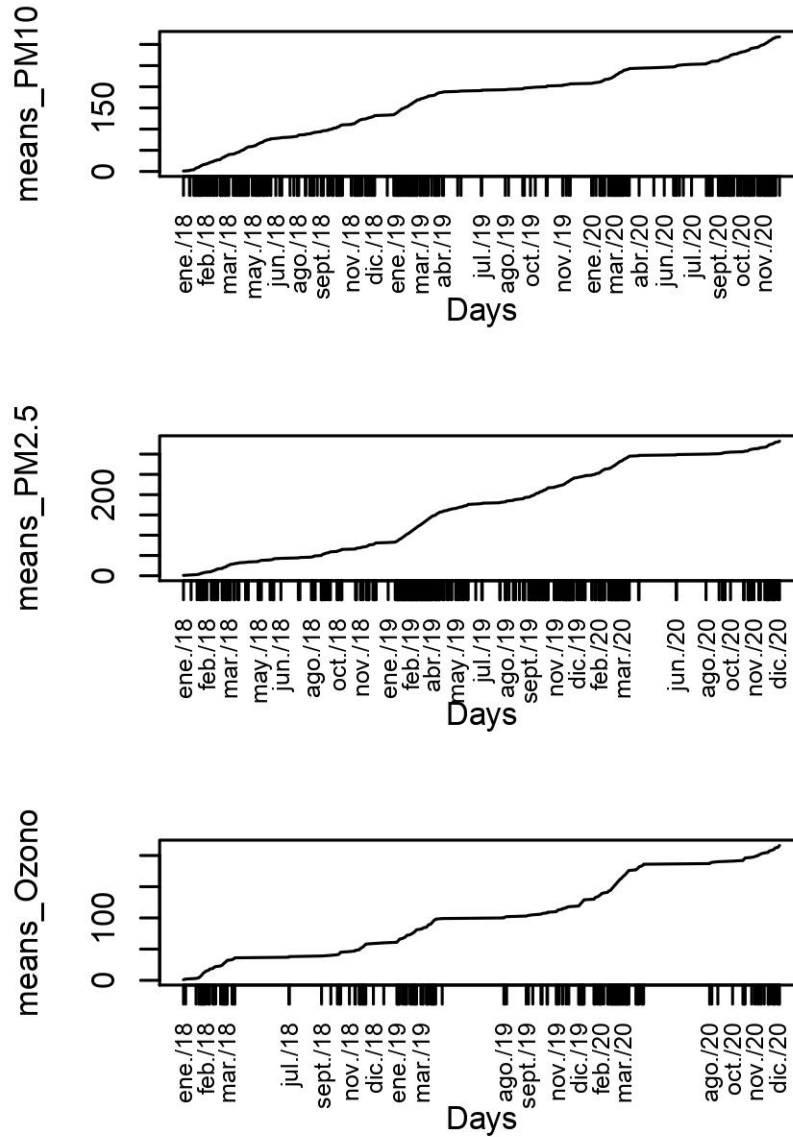 means_PM10
150
0
ene./18 feb./18 mar./18 may./18 jun./18 ago./18 sept./18 nov./18 dic./18 ene./19 mar./19 abr./19 jul./19 ago./19 oct./19 nov./19 ene./20 mar./20 abr./20 jun./20 jul./20 sept./20 oct./20 nov./20
Days
means_PM2.5
200
0
ene./18 feb./18 mar./18 may./18 jun./18 ago./18 oct./18 nov./18 ene./19 feb./19 abr./19 may./19 jul./19 ago./19 sept./19 nov./19 dic./19 feb./20 mar./20 jun./20 ago./20 oct./20 nov./20 dic./20
Days
means_Ozono
100
0
ene./18 feb./18 mar./18 jul./18 sept./18 nov./18 dic./18 ene./19 mar./19 ago./19 sept./19 nov./19 dic./19 feb./20 mar./20 ago./20 oct./20 nov./20 dic./20
Days